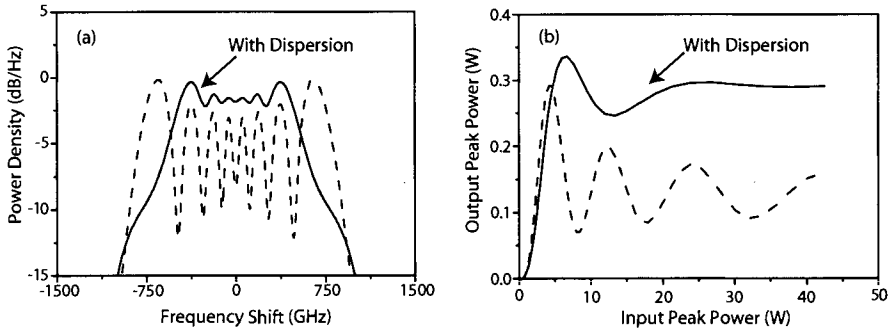 (a)
With Dispersion
Power Density (dB/Hz)
5
0
-5
-10
-15
-1500
-750
0
750
1500
Frequency Shift (GHz)
(b)
With Dispersion
Output Peak Power (W)
0.4
0.3
0.2
0.1
0.0
0
10
20
30
40
50
Input Peak Power (W)